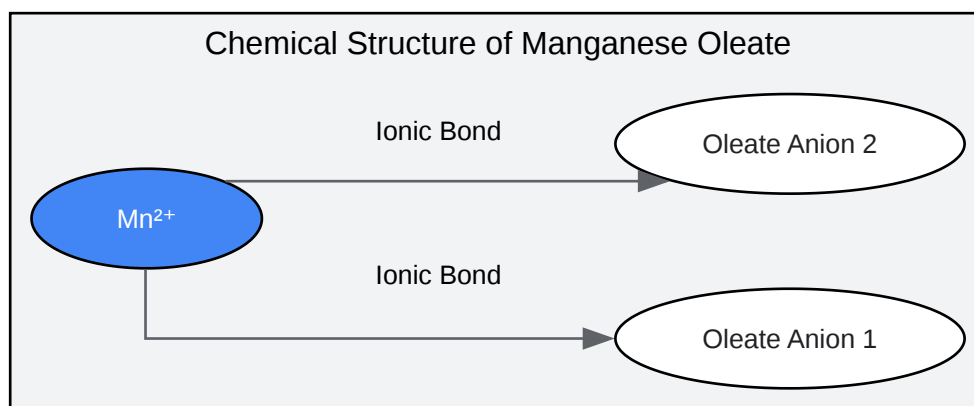 Chemical Structure of Manganese Oleate
Ionic Bond
Oleate Anion 2
Mn²⁺
Ionic Bond
Oleate Anion 1